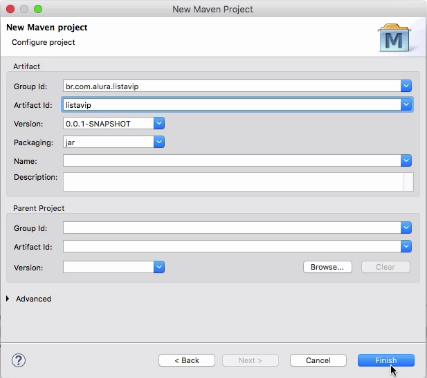 New Maven Project
New Maven project
Configure project
M
Artifact
Group Id: br.com.alura.listavip
Artifact Id: listavip
Version: 0.0.1-SNAPSHOT
Packaging: jar
Name:
Description:
Parent Project
Group Id:
Artifact Id:
Version: Browse... Clear
Advanced
? < Back Next > Cancel Finish